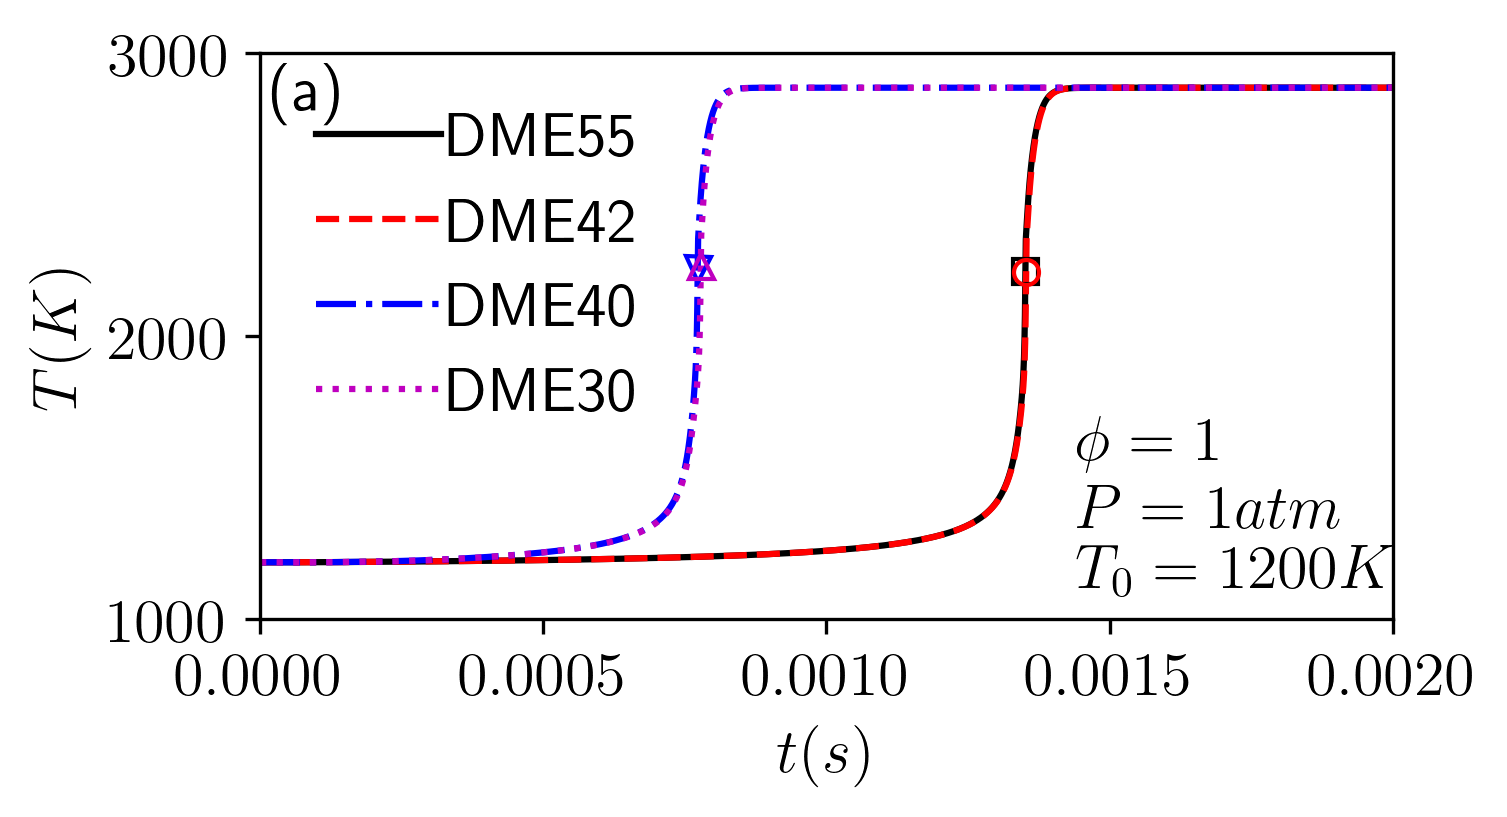 3000
(a)
DME55
DME42
DME40
DME30
T(K)
2000
ϕ = 1
P = 1atm
T₀ = 1200K
1000
0.0000 0.0005 0.0010 0.0015 0.0020
t(s)